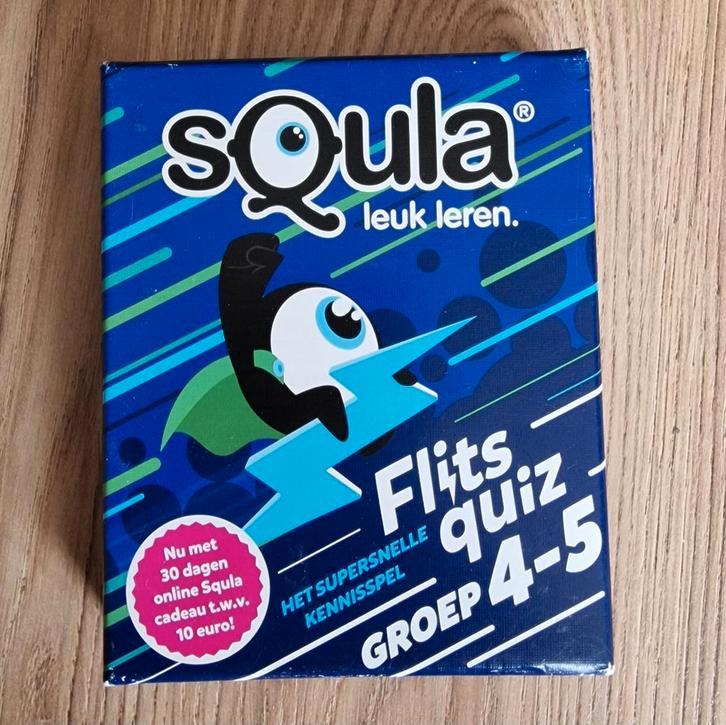 sQula®
leuk leren.
Flits
quiz
HET SUPERSNELLE
KENNISSPEL
GROEP 4-5
Nu met
30 dagen
online Squla
cadeau t.w.v.
10 euro!